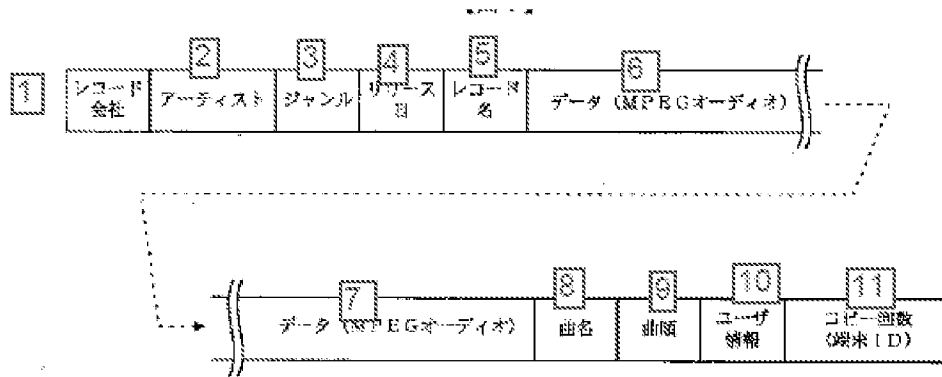 1
2
3
4
5
6
レコード
会社
アーティスト
ジャンル
リリース
日
レコード
名
データ (MPEGオーディオ)
7
8
9
10
11
データ (MPEGオーディオ)
曲名
曲順
ユーザ
情報
コピー回数
(端末ID)